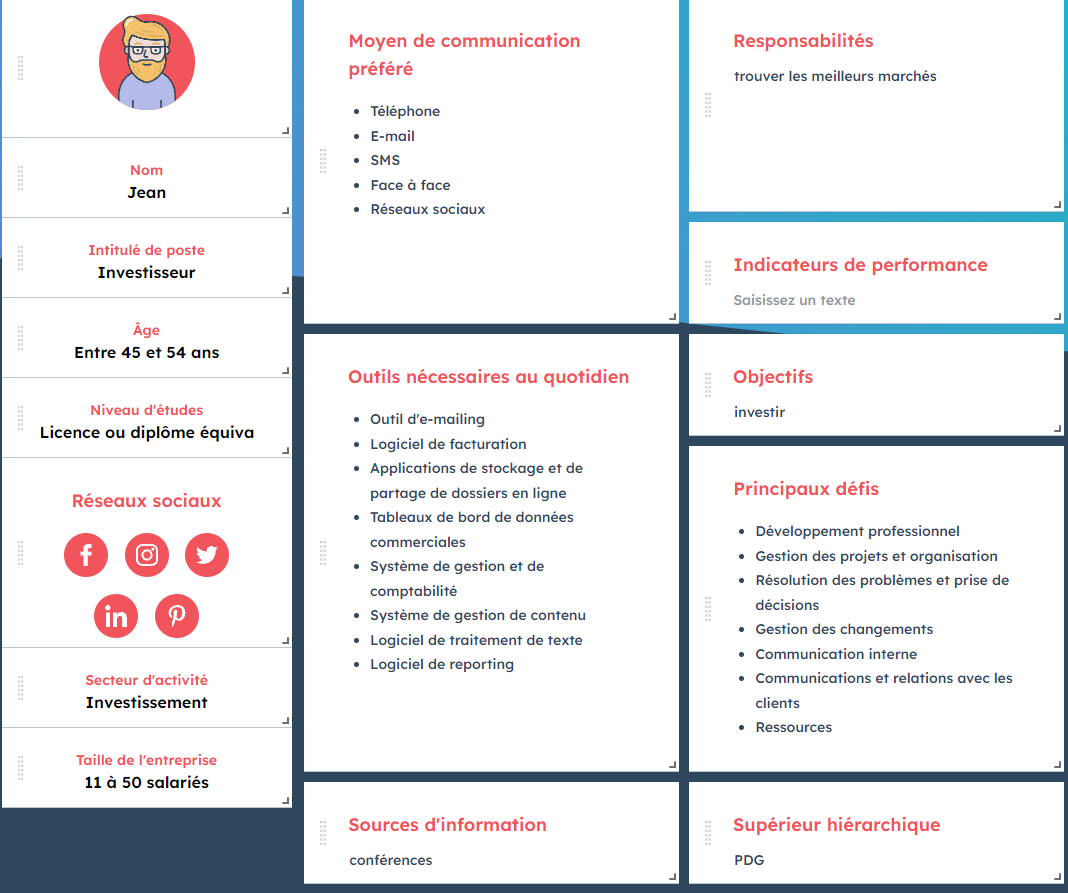 Nom
Jean
Intitulé de poste
Investisseur
Âge
Entre 45 et 54 ans
Niveau d'études
Licence ou diplôme équiva
Réseaux sociaux
Secteur d'activité
Investissement
Taille de l'entreprise
11 à 50 salariés
Moyen de communication
préféré
Téléphone
E-mail
SMS
Face à face
Réseaux sociaux
Outils nécessaires au quotidien
Outil d'e-mailing
Logiciel de facturation
Applications de stockage et de
partage de dossiers en ligne
Tableaux de bord de données
commerciales
Système de gestion et de
comptabilité
Système de gestion de contenu
Logiciel de traitement de texte
Logiciel de reporting
Sources d'information
conférences
Responsabilités
trouver les meilleurs marchés
Indicateurs de performance
Saisissez un texte
Objectifs
investir
Principaux défis
Développement professionnel
Gestion des projets et organisation
Résolution des problèmes et prise de
décisions
Gestion des changements
Communication interne
Communications et relations avec les
clients
Ressources
Supérieur hiérarchique
PDG